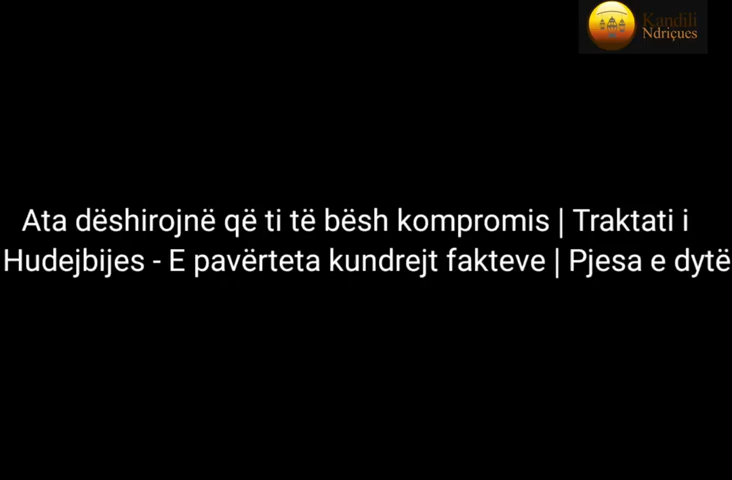 Kandili
Ndriçues
Ata dëshirojnë që ti të bësh kompromis | Traktati i
Hudejbijes - E pavërteta kundrejt fakteve | Pjesa e dytë